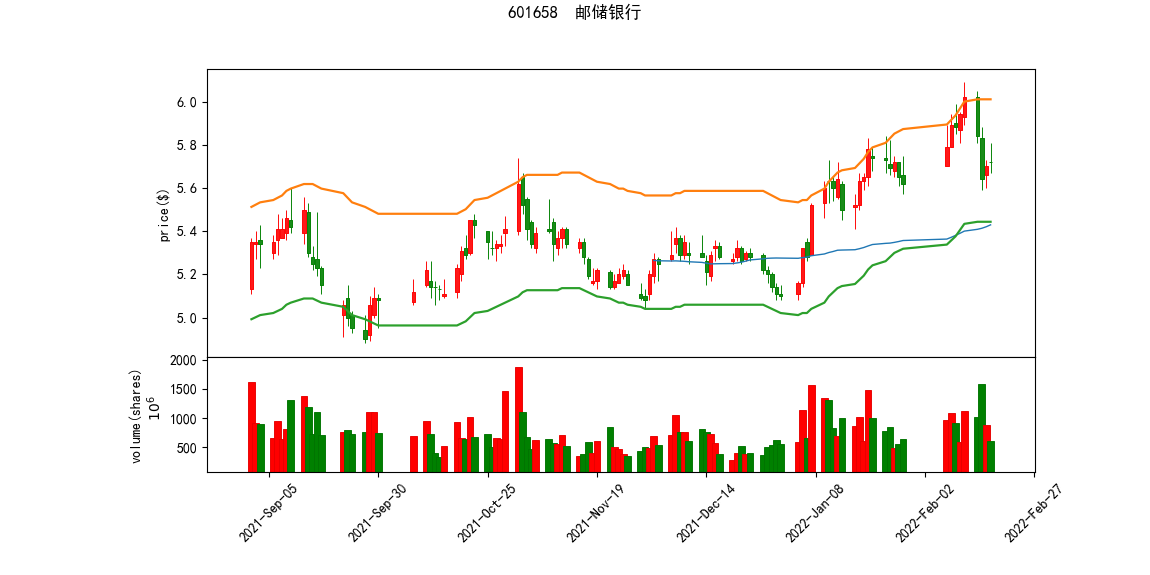 601658 邮储银行
price($)
6.0
5.8
5.6
5.4
5.2
5.0
volume(shares)
10^6
2000
1500
1000
500
2021-Sep-05
2021-Sep-30
2021-Oct-25
2021-Nov-19
2021-Dec-14
2022-Jan-08
2022-Feb-02
2022-Feb-27